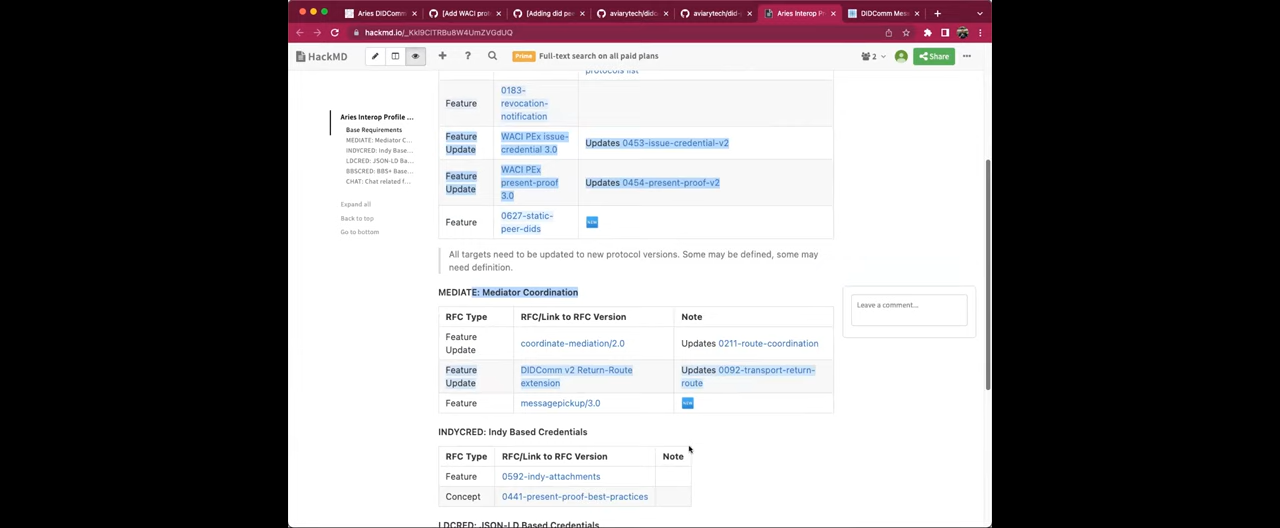 Aries DIDComm
[Add WACI prot
[Adding did pee
aviarytech/didc
aviarytech/did-
Aries Interop Pr
DIDComm Mes
hackmd.io/_KkI9ClTRBu8W4UmZVGdUQ
HackMD
Prime Full-text search on all paid plans
2
Share
Aries Interop Profile ...
Base Requirements
MEDIATE: Mediator C...
INDYCRED: Indy Base...
LDCRED: JSON-LD Ba...
BBSCRED: BBS+ Base...
CHAT: Chat related f...
Expand all
Back to top
Go to bottom
protocols list
Feature
0183-
revocation-
notification
Feature
Update
WACI PEx issue-
credential 3.0
Updates 0453-issue-credential-v2
Feature
Update
WACI PEx
present-proof
3.0
Updates 0454-present-proof-v2
Feature
0627-static-
peer-dids
NEW
All targets need to be updated to new protocol versions. Some may be defined, some may
need definition.
MEDIATE: Mediator Coordination
RFC Type RFC/Link to RFC Version Note
Feature
Update
coordinate-mediation/2.0
Updates 0211-route-coordination
Feature
Update
DIDComm v2 Return-Route
extension
Updates 0092-transport-return-
route
Feature messagepickup/3.0 NEW
INDYCRED: Indy Based Credentials
RFC Type RFC/Link to RFC Version Note
Feature 0592-indy-attachments
Concept 0441-present-proof-best-practices
LDCRED: JSON-LD Based Credentials
Leave a comment...